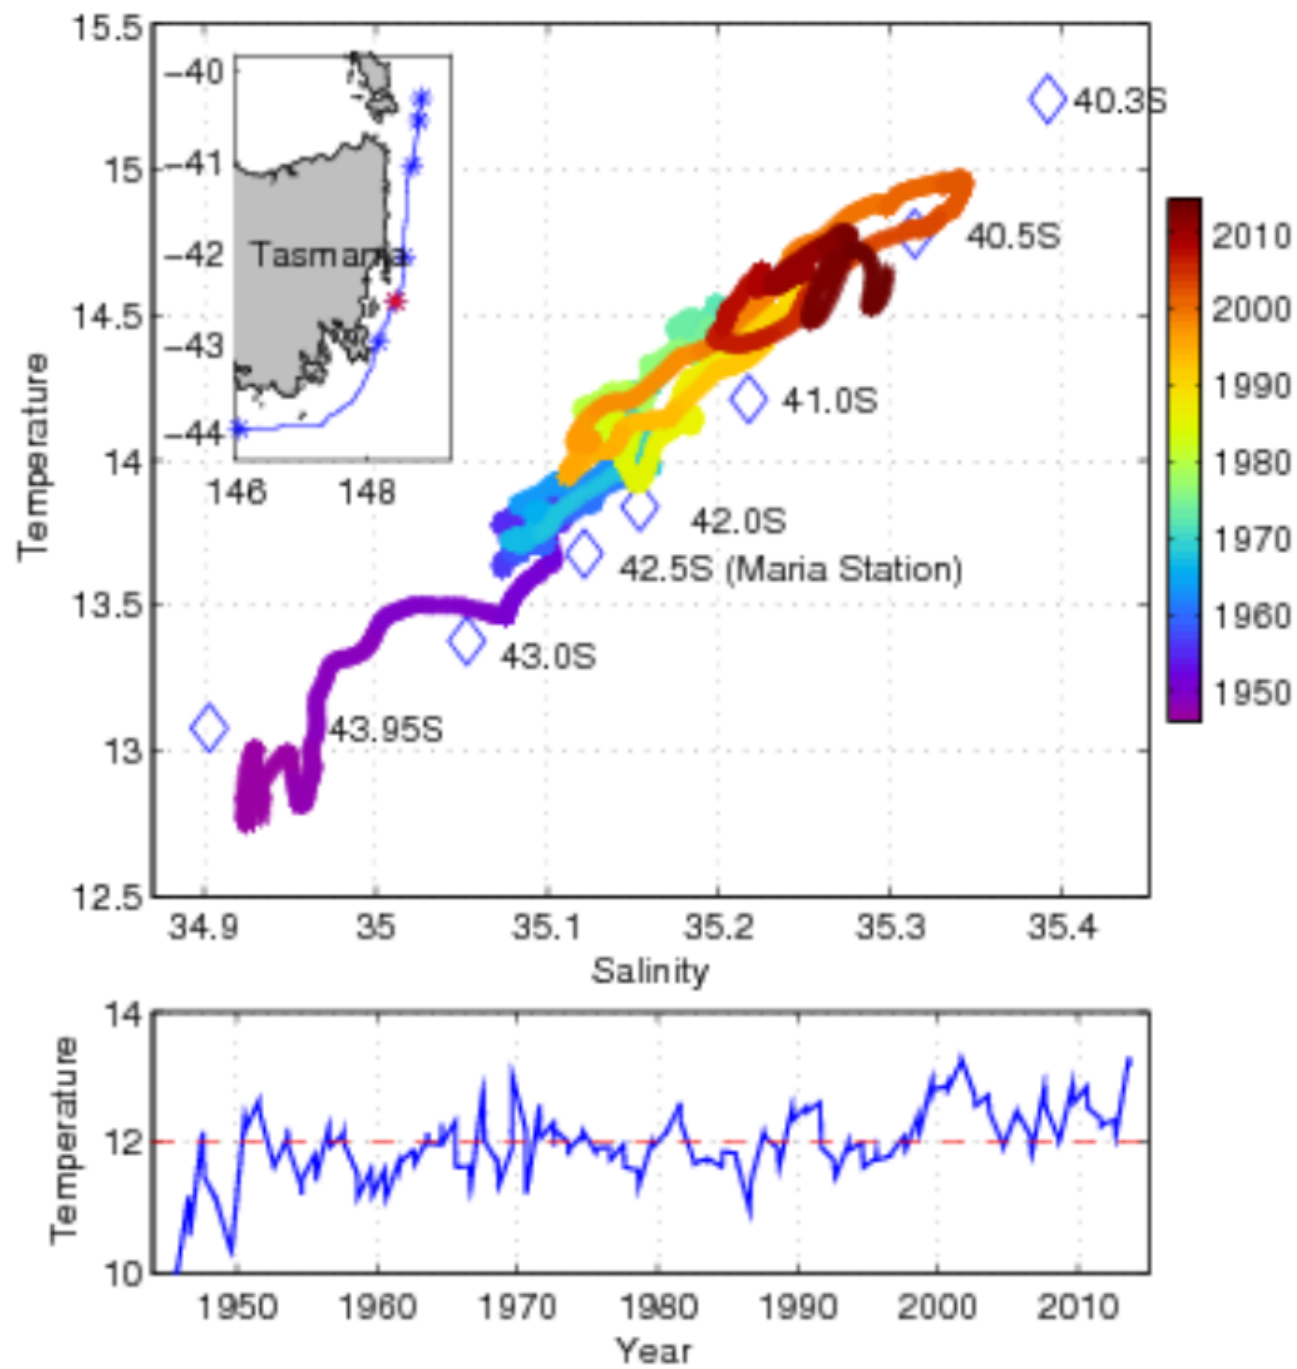 15.5
15
14.5
14
13.5
13
12.5
Temperature
34.9 35 35.1 35.2 35.3 35.4
Salinity
−40
−41
−42
−43
−44
146 148
Tasmania
40.3S
40.5S
41.0S
42.0S
42.5S (Maria Station)
43.0S
43.95S
2010
2000
1990
1980
1970
1960
1950
14
12
10
Temperature
1950 1960 1970 1980 1990 2000 2010
Year